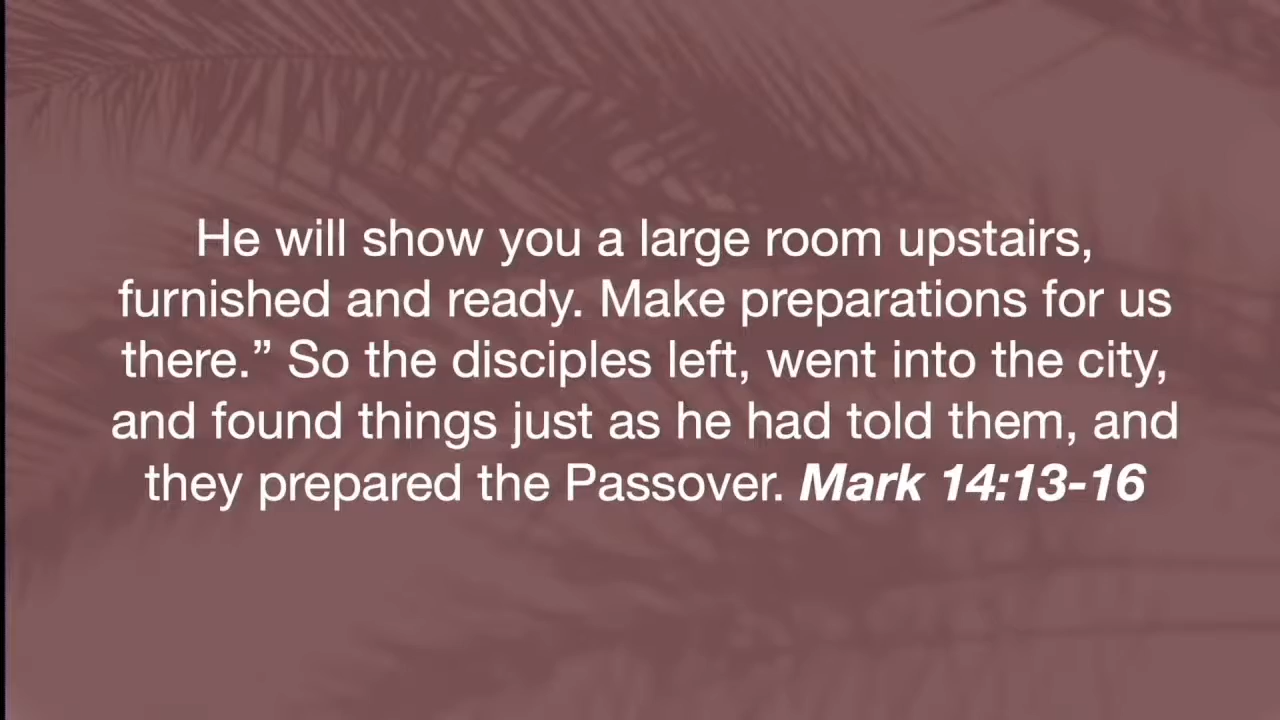 He will show you a large room upstairs,
furnished and ready. Make preparations for us
there.” So the disciples left, went into the city,
and found things just as he had told them, and
they prepared the Passover. Mark 14:13-16